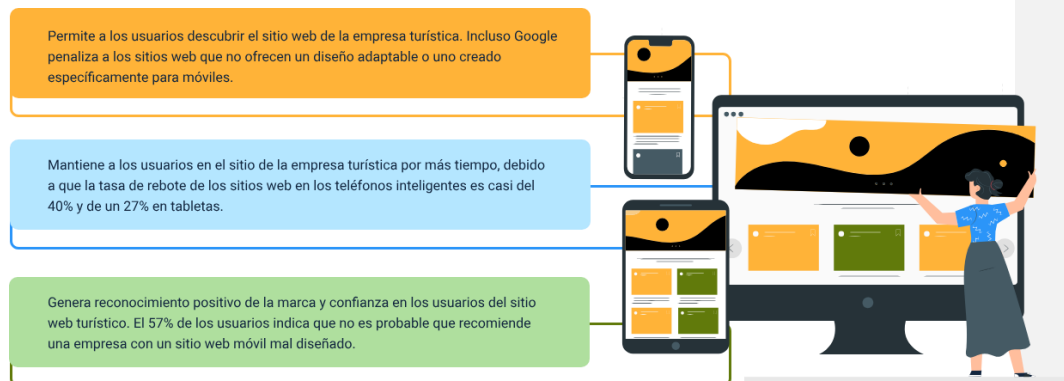 Permite a los usuarios descubrir el sitio web de la empresa turística. Incluso Google
penaliza a los sitios web que no ofrecen un diseño adaptable o uno creado
específicamente para móviles.
Mantiene a los usuarios en el sitio de la empresa turística por más tiempo, debido
a que la tasa de rebote de los sitios web en los teléfonos inteligentes es casi del
40% y de un 27% en tabletas.
Genera reconocimiento positivo de la marca y confianza en los usuarios del sitio
web turístico. El 57% de los usuarios indica que no es probable que recomiende
una empresa con un sitio web móvil mal diseñado.